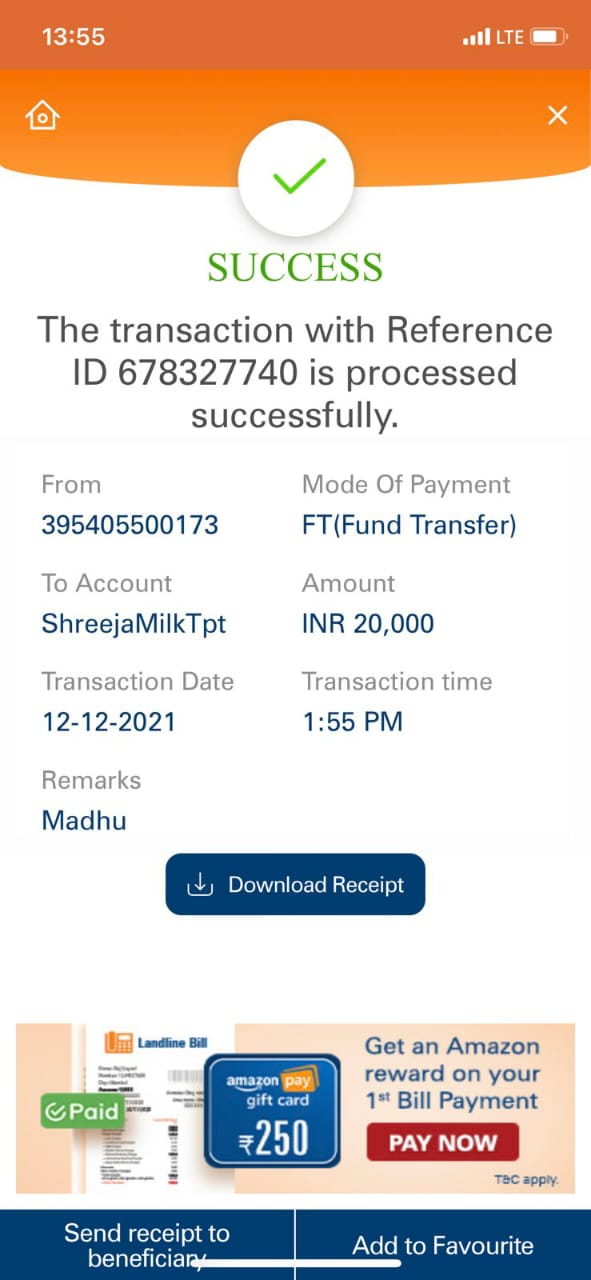 13:55
LTE
SUCCESS
The transaction with Reference
ID 678327740 is processed
successfully.
From
Mode Of Payment
395405500173
FT(Fund Transfer)
To Account
Amount
ShreejaMilkTpt
INR 20,000
Transaction Date
Transaction time
12-12-2021
1:55 PM
Remarks
Madhu
Download Receipt
Landline Bill
Paid
amazon pay
gift card
₹250
Get an Amazon
reward on your
1st Bill Payment
PAY NOW
T&C apply.
Send receipt to
beneficiary
Add to Favourite